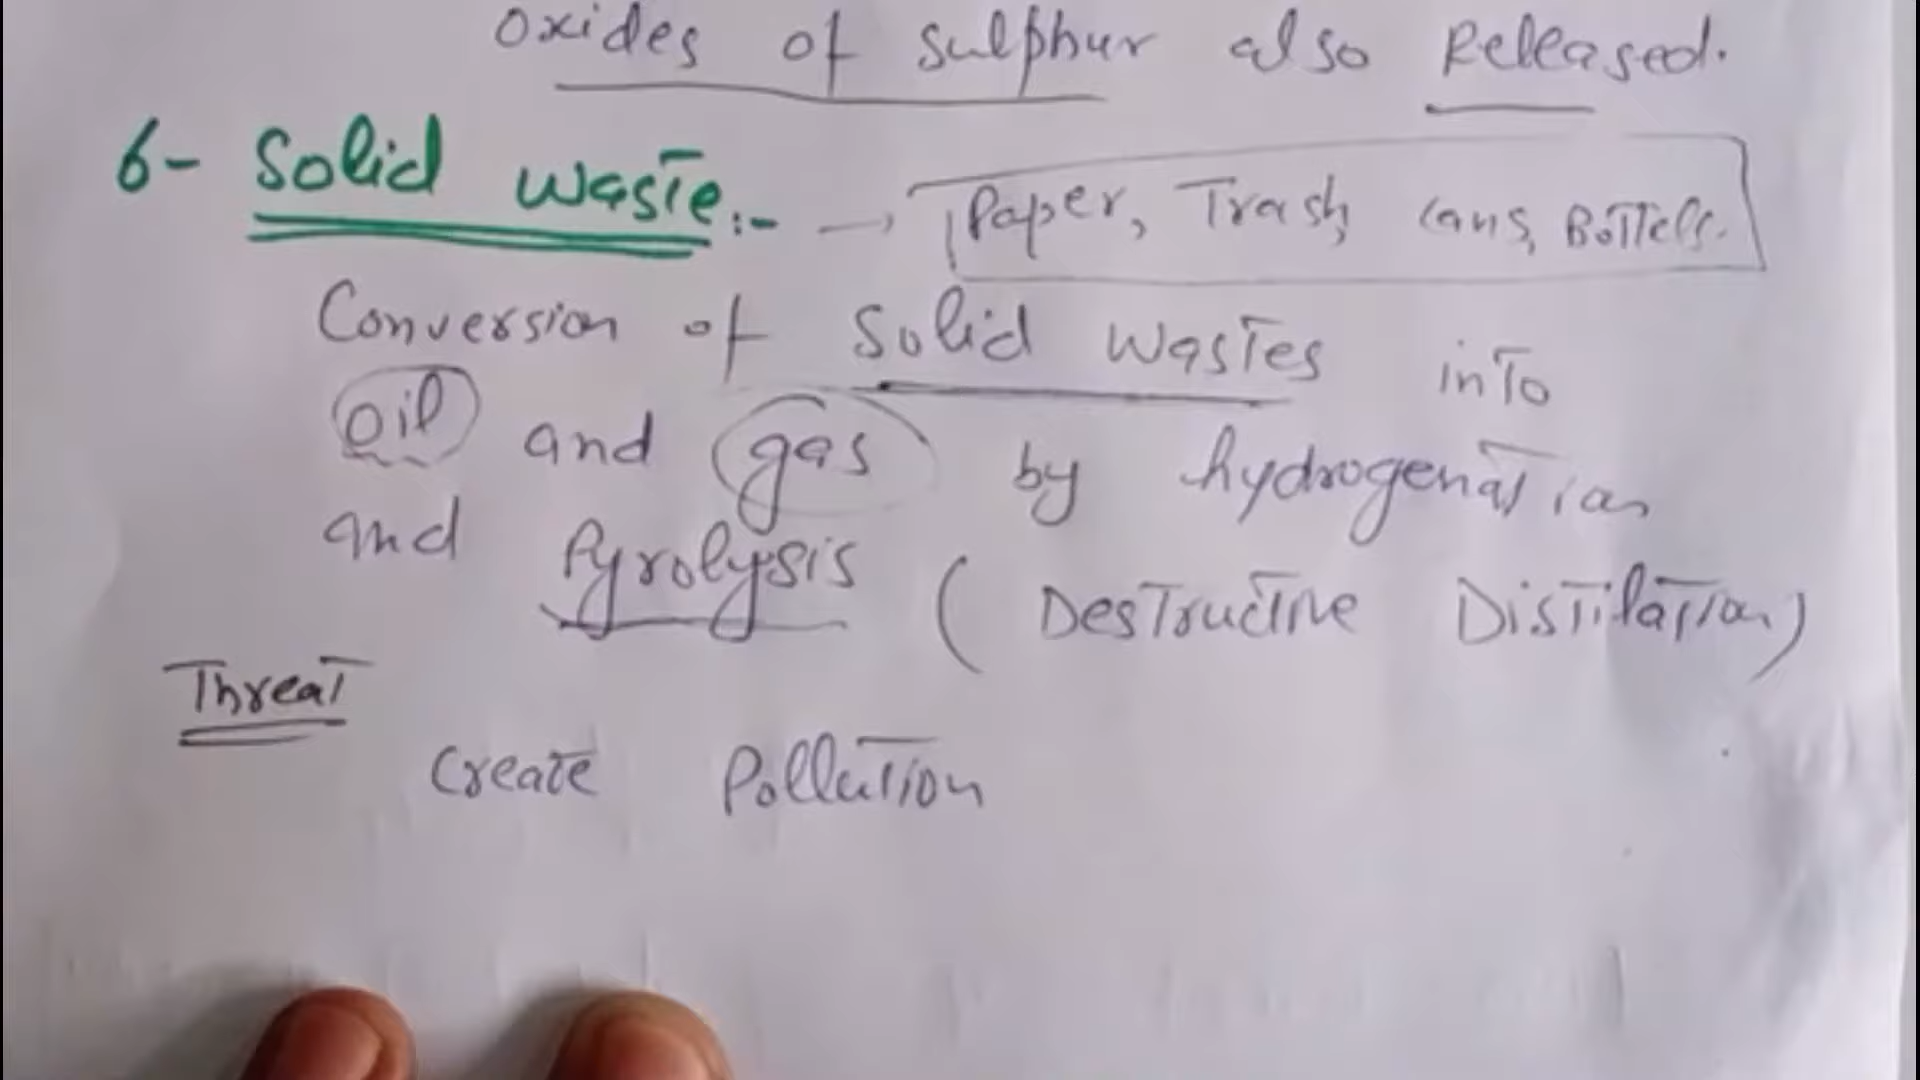 oxides of sulphur also Released.
6- Solid waste:- → Paper, Trash, cans, Bottels.
Conversion of Solid wastes into
oil and gas by hydrogenation
and Pyrolysis ( Destructive Distilation)
Threat
Create Pollution